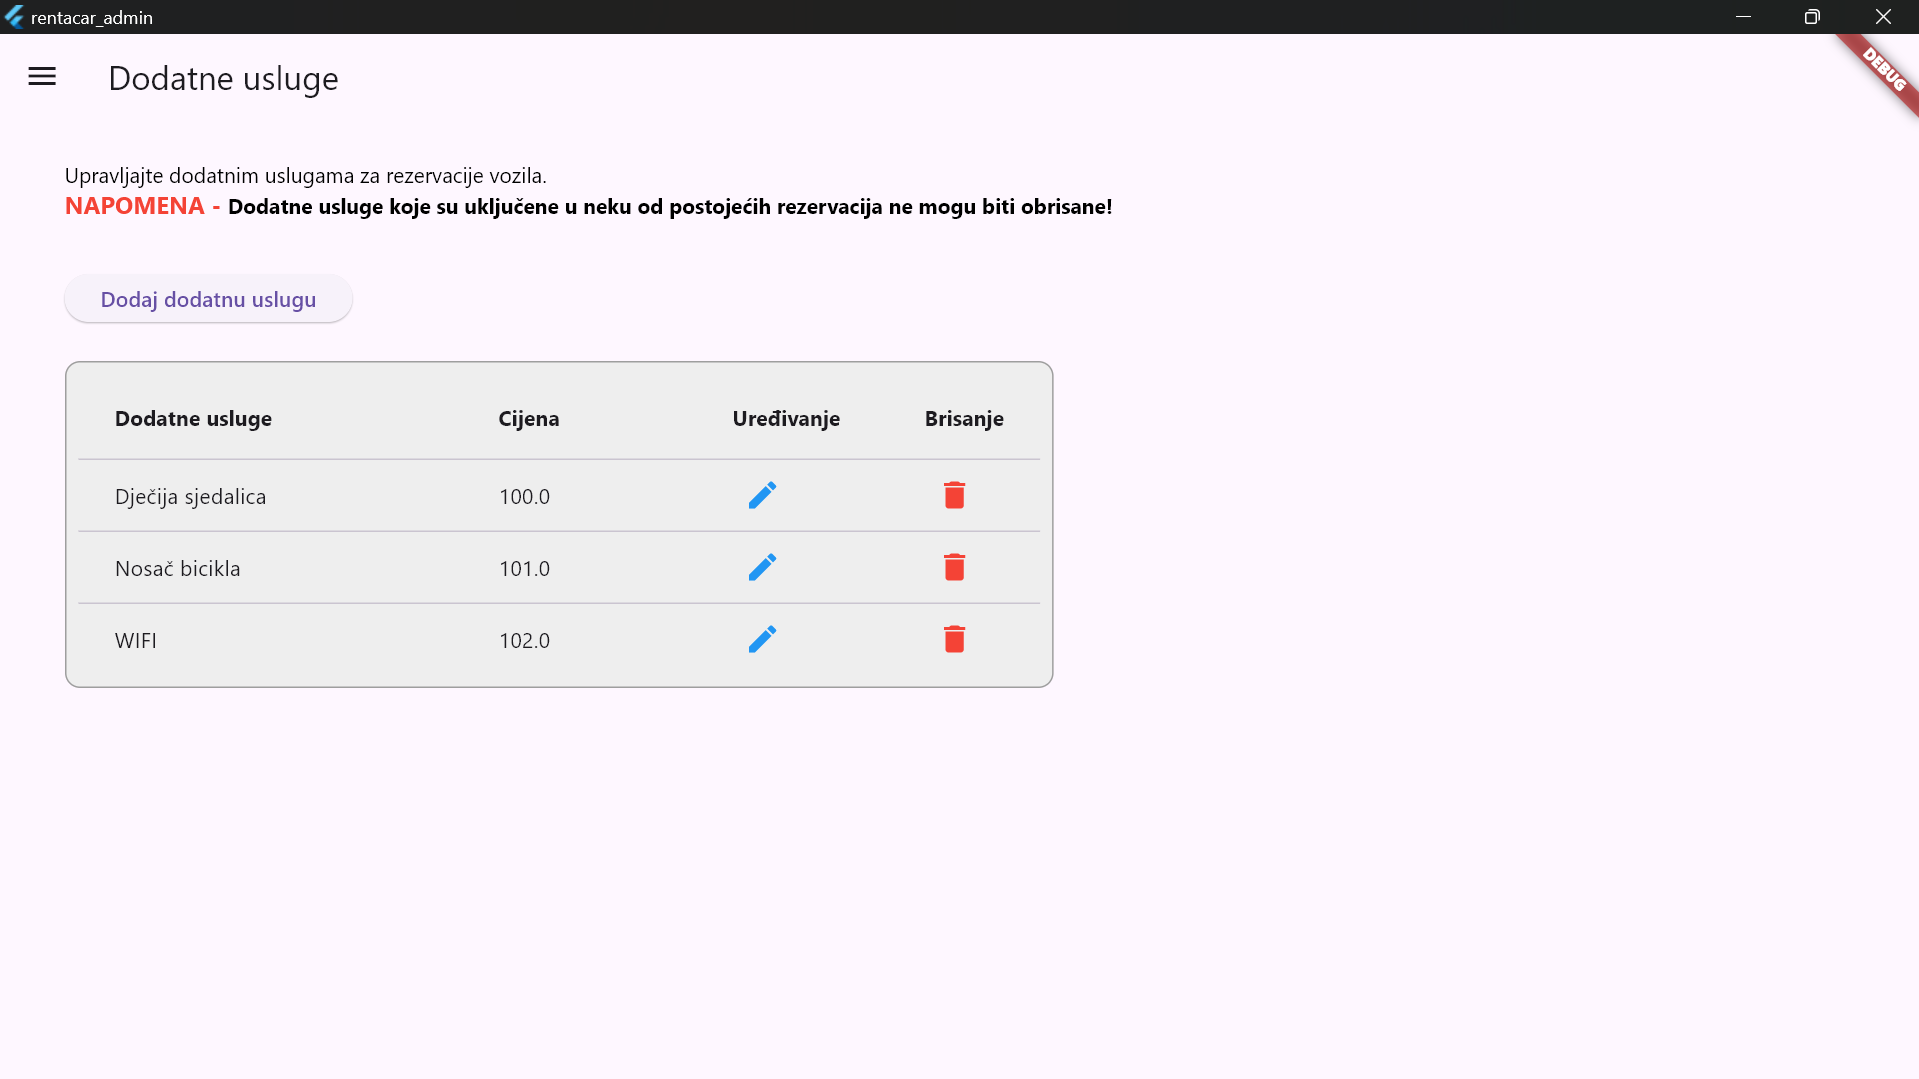 rentacar_admin
DEBUG
Dodatne usluge
Upravljajte dodatnim uslugama za rezervacije vozila.
NAPOMENA - Dodatne usluge koje su uključene u neku od postojećih rezervacija ne mogu biti obrisane!
Dodaj dodatnu uslugu
Dodatne usluge Cijena Uređivanje Brisanje
Dječija sjedalica 100.0
Nosač bicikla 101.0
WIFI 102.0